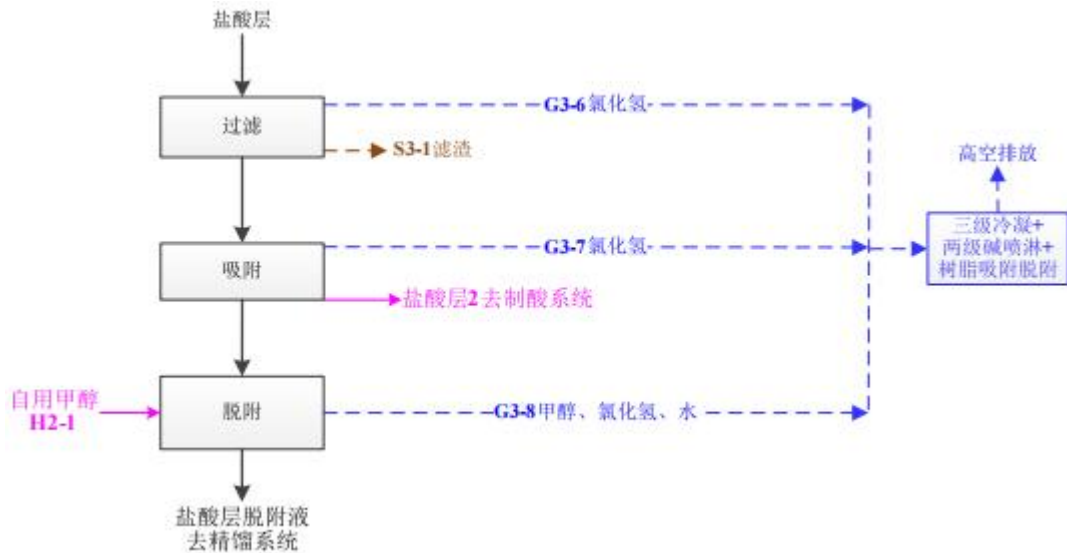 盐酸层
过滤
G3-6氯化氢
S3-1滤渣
高空排放
三级冷凝+
两级碱喷淋+
树脂吸附脱附
吸附
G3-7氯化氢
盐酸层2去制酸系统
自用甲醇
H2-1
脱附
G3-8甲醇、氯化氢、水
盐酸层脱附液
去精馏系统